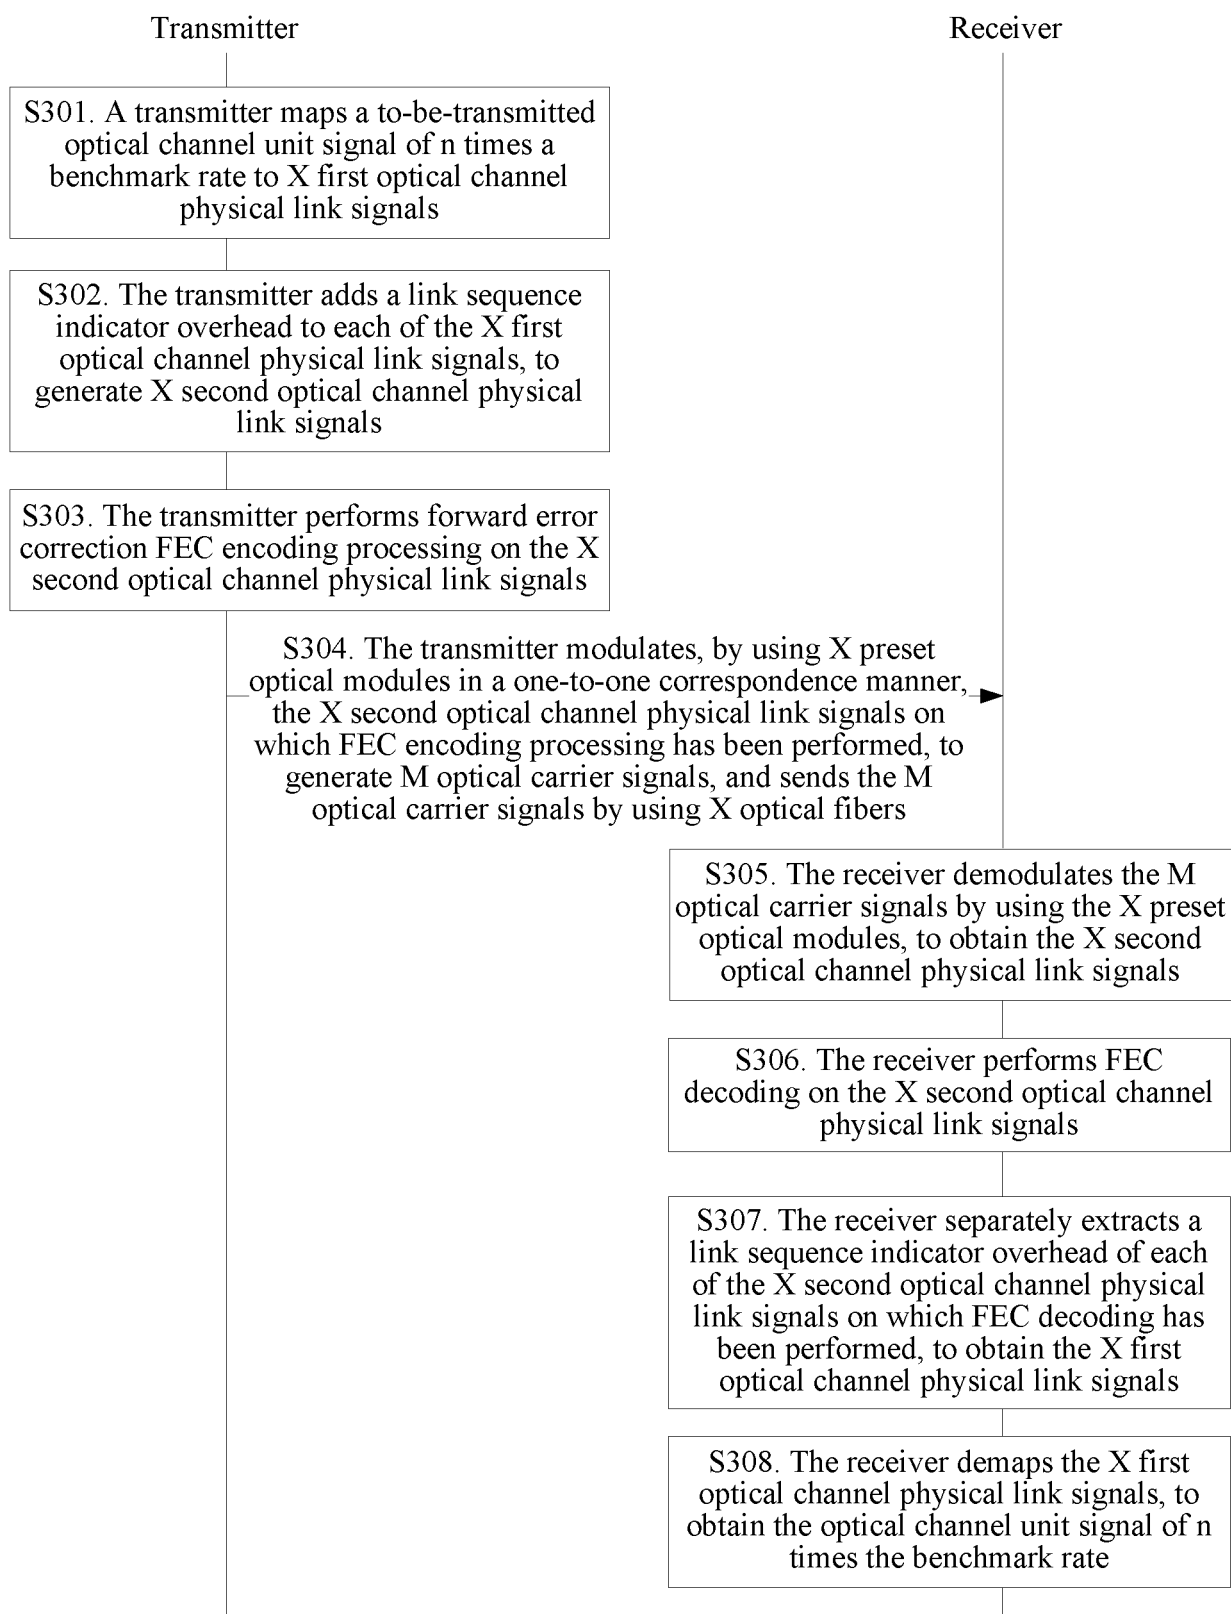 Transmitter
Receiver
S301. A transmitter maps a to-be-transmitted
optical channel unit signal of n times a
benchmark rate to X first optical channel
physical link signals
S302. The transmitter adds a link sequence
indicator overhead to each of the X first
optical channel physical link signals, to
generate X second optical channel physical
link signals
S303. The transmitter performs forward error
correction FEC encoding processing on the X
second optical channel physical link signals
S304. The transmitter modulates, by using X preset
optical modules in a one-to-one correspondence manner,
the X second optical channel physical link signals on
which FEC encoding processing has been performed, to
generate M optical carrier signals, and sends the M
optical carrier signals by using X optical fibers
S305. The receiver demodulates the M
optical carrier signals by using the X preset
optical modules, to obtain the X second
optical channel physical link signals
S306. The receiver performs FEC
decoding on the X second optical channel
physical link signals
S307. The receiver separately extracts a
link sequence indicator overhead of each
of the X second optical channel physical
link signals on which FEC decoding has
been performed, to obtain the X first
optical channel physical link signals
S308. The receiver demaps the X first
optical channel physical link signals, to
obtain the optical channel unit signal of n
times the benchmark rate